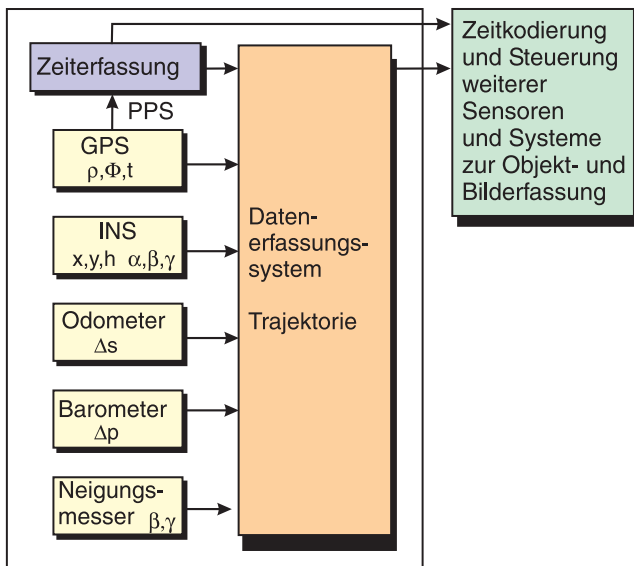 Zeiterfassung
PPS
GPS
ρ,Φ,t
INS
x,y,h α,β,γ
Odometer
Δs
Barometer
Δp
Neigungs-
messer β,γ
Daten-
erfassungs-
system
Trajektorie
Zeitkodierung
und Steuerung
weiterer
Sensoren
und Systeme
zur Objekt- und
Bilderfassung